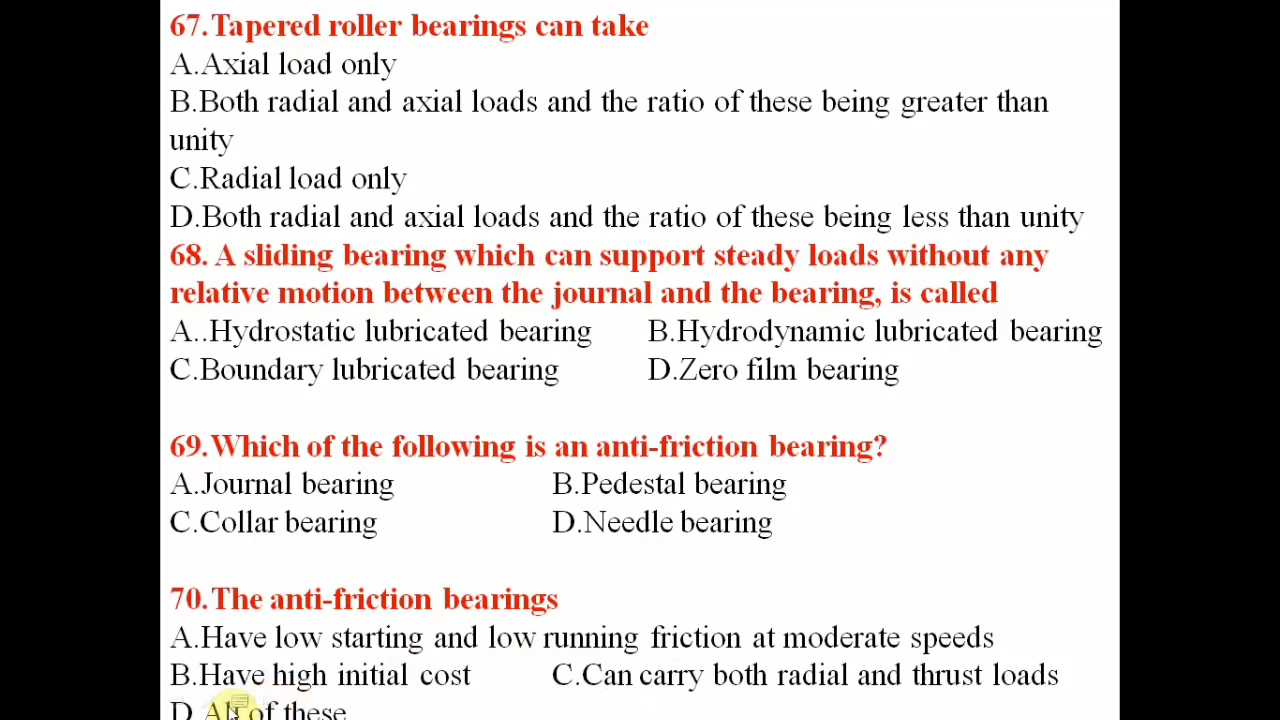 67.Tapered roller bearings can take
A.Axial load only
B.Both radial and axial loads and the ratio of these being greater than
unity
C.Radial load only
D.Both radial and axial loads and the ratio of these being less than unity
68. A sliding bearing which can support steady loads without any
relative motion between the journal and the bearing, is called
A..Hydrostatic lubricated bearing B.Hydrodynamic lubricated bearing
C.Boundary lubricated bearing D.Zero film bearing
69.Which of the following is an anti-friction bearing?
A.Journal bearing B.Pedestal bearing
C.Collar bearing D.Needle bearing
70.The anti-friction bearings
A.Have low starting and low running friction at moderate speeds
B.Have high initial cost C.Can carry both radial and thrust loads
D.All of these